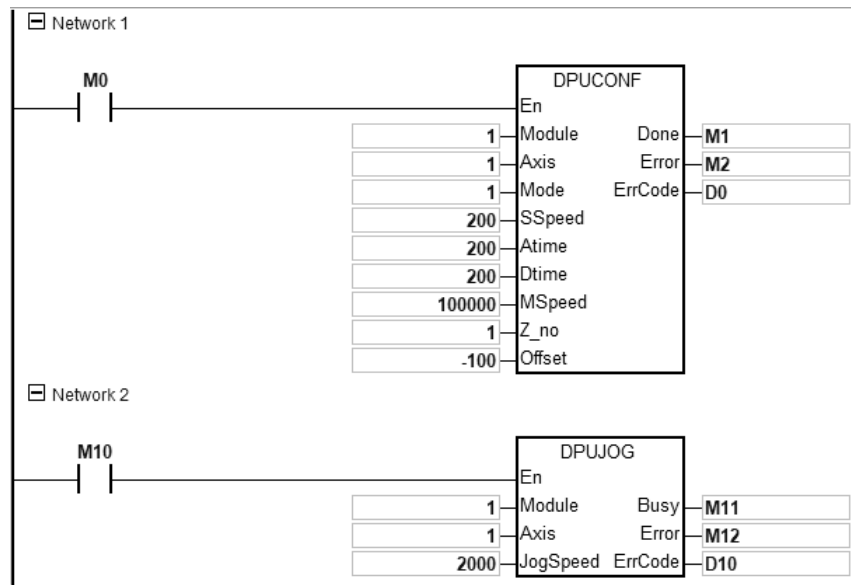 Network 1
M0
DPUCONF
En
1 Module Done M1
1 Axis Error M2
1 Mode ErrCode D0
200 SSpeed
200 Atime
200 Dtime
100000 MSpeed
1 Z_no
-100 Offset
Network 2
M10
DPUJOG
En
1 Module Busy M11
1 Axis Error M12
2000 JogSpeed ErrCode D10